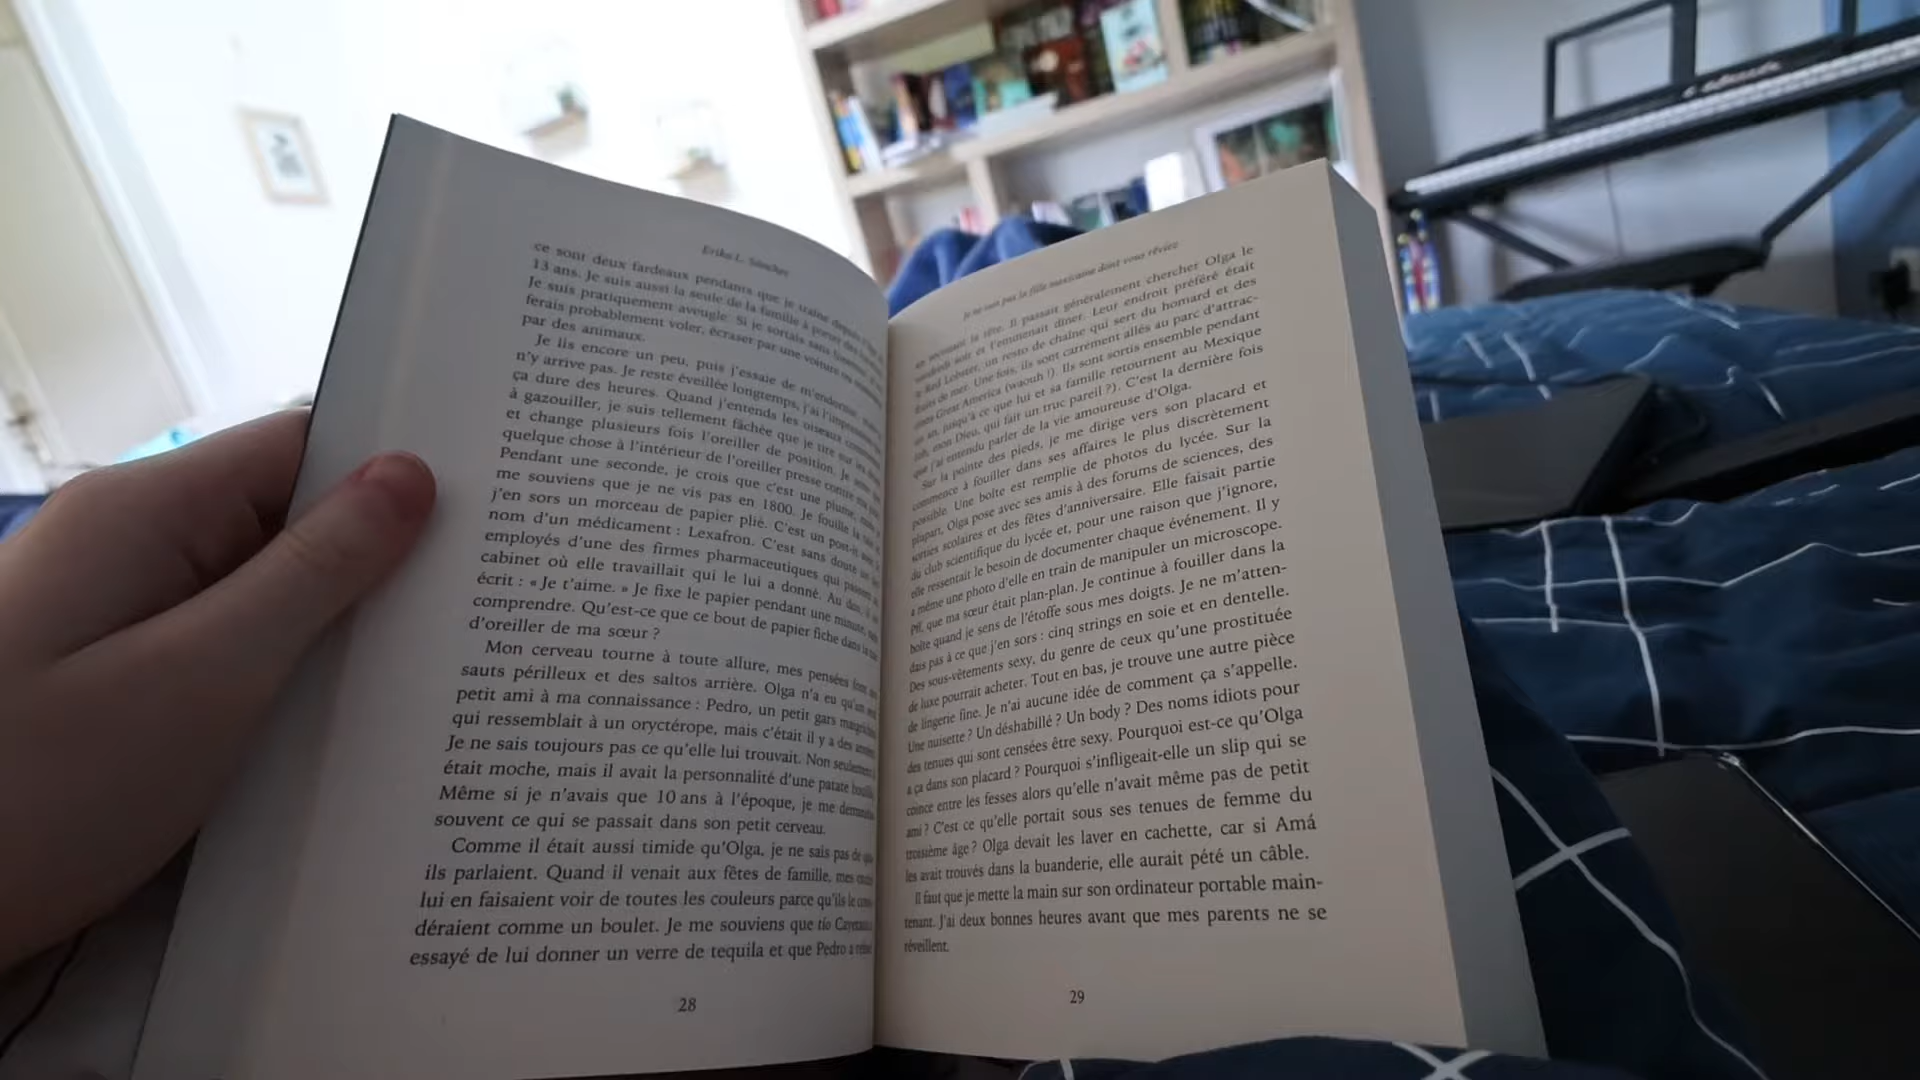 Erika L. Sánchez
ce sont deux fardeaux pendants que je traîne depuis
13 ans. Je suis aussi la seule de la famille à porter des
Je suis pratiquement aveugle. Si je sortais sans
ferais probablement voler, écraser par une voiture ou
par des animaux.
Je lis encore un peu, puis j'essaie de m'endormir,
n'y arrive pas. Je reste éveillée longtemps, j'ai l'impression
ça dure des heures. Quand j'entends les oiseaux
à gazouiller, je suis tellement fâchée que je tire sur les
et change plusieurs fois l'oreiller de position. Je sens
quelque chose à l'intérieur de l'oreiller presse contre
Pendant une seconde, je crois que c'est une plume,
me souviens que je ne vis pas en 1800. Je fouille la taie
j'en sors un morceau de papier plié. C'est un post-it avec
nom d'un médicament : Lexafron. C'est sans doute
employés d'une des firmes pharmaceutiques qui
cabinet où elle travaillait qui le lui a donné. Au dos,
écrit : « Je t'aime. » Je fixe le papier pendant une minute,
comprendre. Qu'est-ce que ce bout de papier fiche dans la
d'oreiller de ma sœur ?
Mon cerveau tourne à toute allure, mes pensées font
sauts périlleux et des saltos arrière. Olga n'a eu qu'un
petit ami à ma connaissance : Pedro, un petit gars
qui ressemblait à un oryctérope, mais c'était il y a des années
Je ne sais toujours pas ce qu'elle lui trouvait. Non seulement
était moche, mais il avait la personnalité d'une patate
Même si je n'avais que 10 ans à l'époque, je me demandais
souvent ce qui se passait dans son petit cerveau.
Comme il était aussi timide qu'Olga, je ne sais pas de
ils parlaient. Quand il venait aux fêtes de famille, mes
lui en faisaient voir de toutes les couleurs parce qu'ils le
déraient comme un boulet. Je me souviens que tío
essayé de lui donner un verre de tequila et que Pedro a
28
Je ne suis pas la fille mexicaine dont vous rêviez
en secouant la tête. Il passait généralement chercher Olga le
vendredi soir et l'emmenait dîner. Leur endroit préféré était
le Red Lobster, un resto de chaîne qui sert du homard et des
fruits de mer. Une fois, ils sont carrément allés au parc d'attrac-
tions Great America (waouh !). Ils sont sortis ensemble pendant
un an, jusqu'à ce que lui et sa famille retournent au Mexique
(oh, mon Dieu, qui fait un truc pareil ?). C'est la dernière fois
que j'ai entendu parler de la vie amoureuse d'Olga.
Sur la pointe des pieds, je me dirige vers son placard et
commence à fouiller dans ses affaires le plus discrètement
possible. Une boîte est remplie de photos du lycée. Sur la
plupart, Olga pose avec ses amis à des forums de sciences, des
sorties scolaires et des fêtes d'anniversaire. Elle faisait partie
du club scientifique du lycée et, pour une raison que j'ignore,
elle ressentait le besoin de documenter chaque événement. Il y
a même une photo d'elle en train de manipuler un microscope.
Pff, que ma sœur était plan-plan. Je continue à fouiller dans la
boîte quand je sens de l'étoffe sous mes doigts. Je ne m'atten-
dais pas à ce que j'en sors : cinq strings en soie et en dentelle.
Des sous-vêtements sexy, du genre de ceux qu'une prostituée
de luxe pourrait acheter. Tout en bas, je trouve une autre pièce
de lingerie fine. Je n'ai aucune idée de comment ça s'appelle.
Une nuisette ? Un déshabillé ? Un body ? Des noms idiots pour
des tenues qui sont censées être sexy. Pourquoi est-ce qu'Olga
a ça dans son placard ? Pourquoi s'infligeait-elle un slip qui se
coince entre les fesses alors qu'elle n'avait même pas de petit
ami ? C'est ce qu'elle portait sous ses tenues de femme du
troisième âge ? Olga devait les laver en cachette, car si Amá
les avait trouvés dans la buanderie, elle aurait pété un câble.
Il faut que je mette la main sur son ordinateur portable main-
tenant. J'ai deux bonnes heures avant que mes parents ne se
réveillent.
29